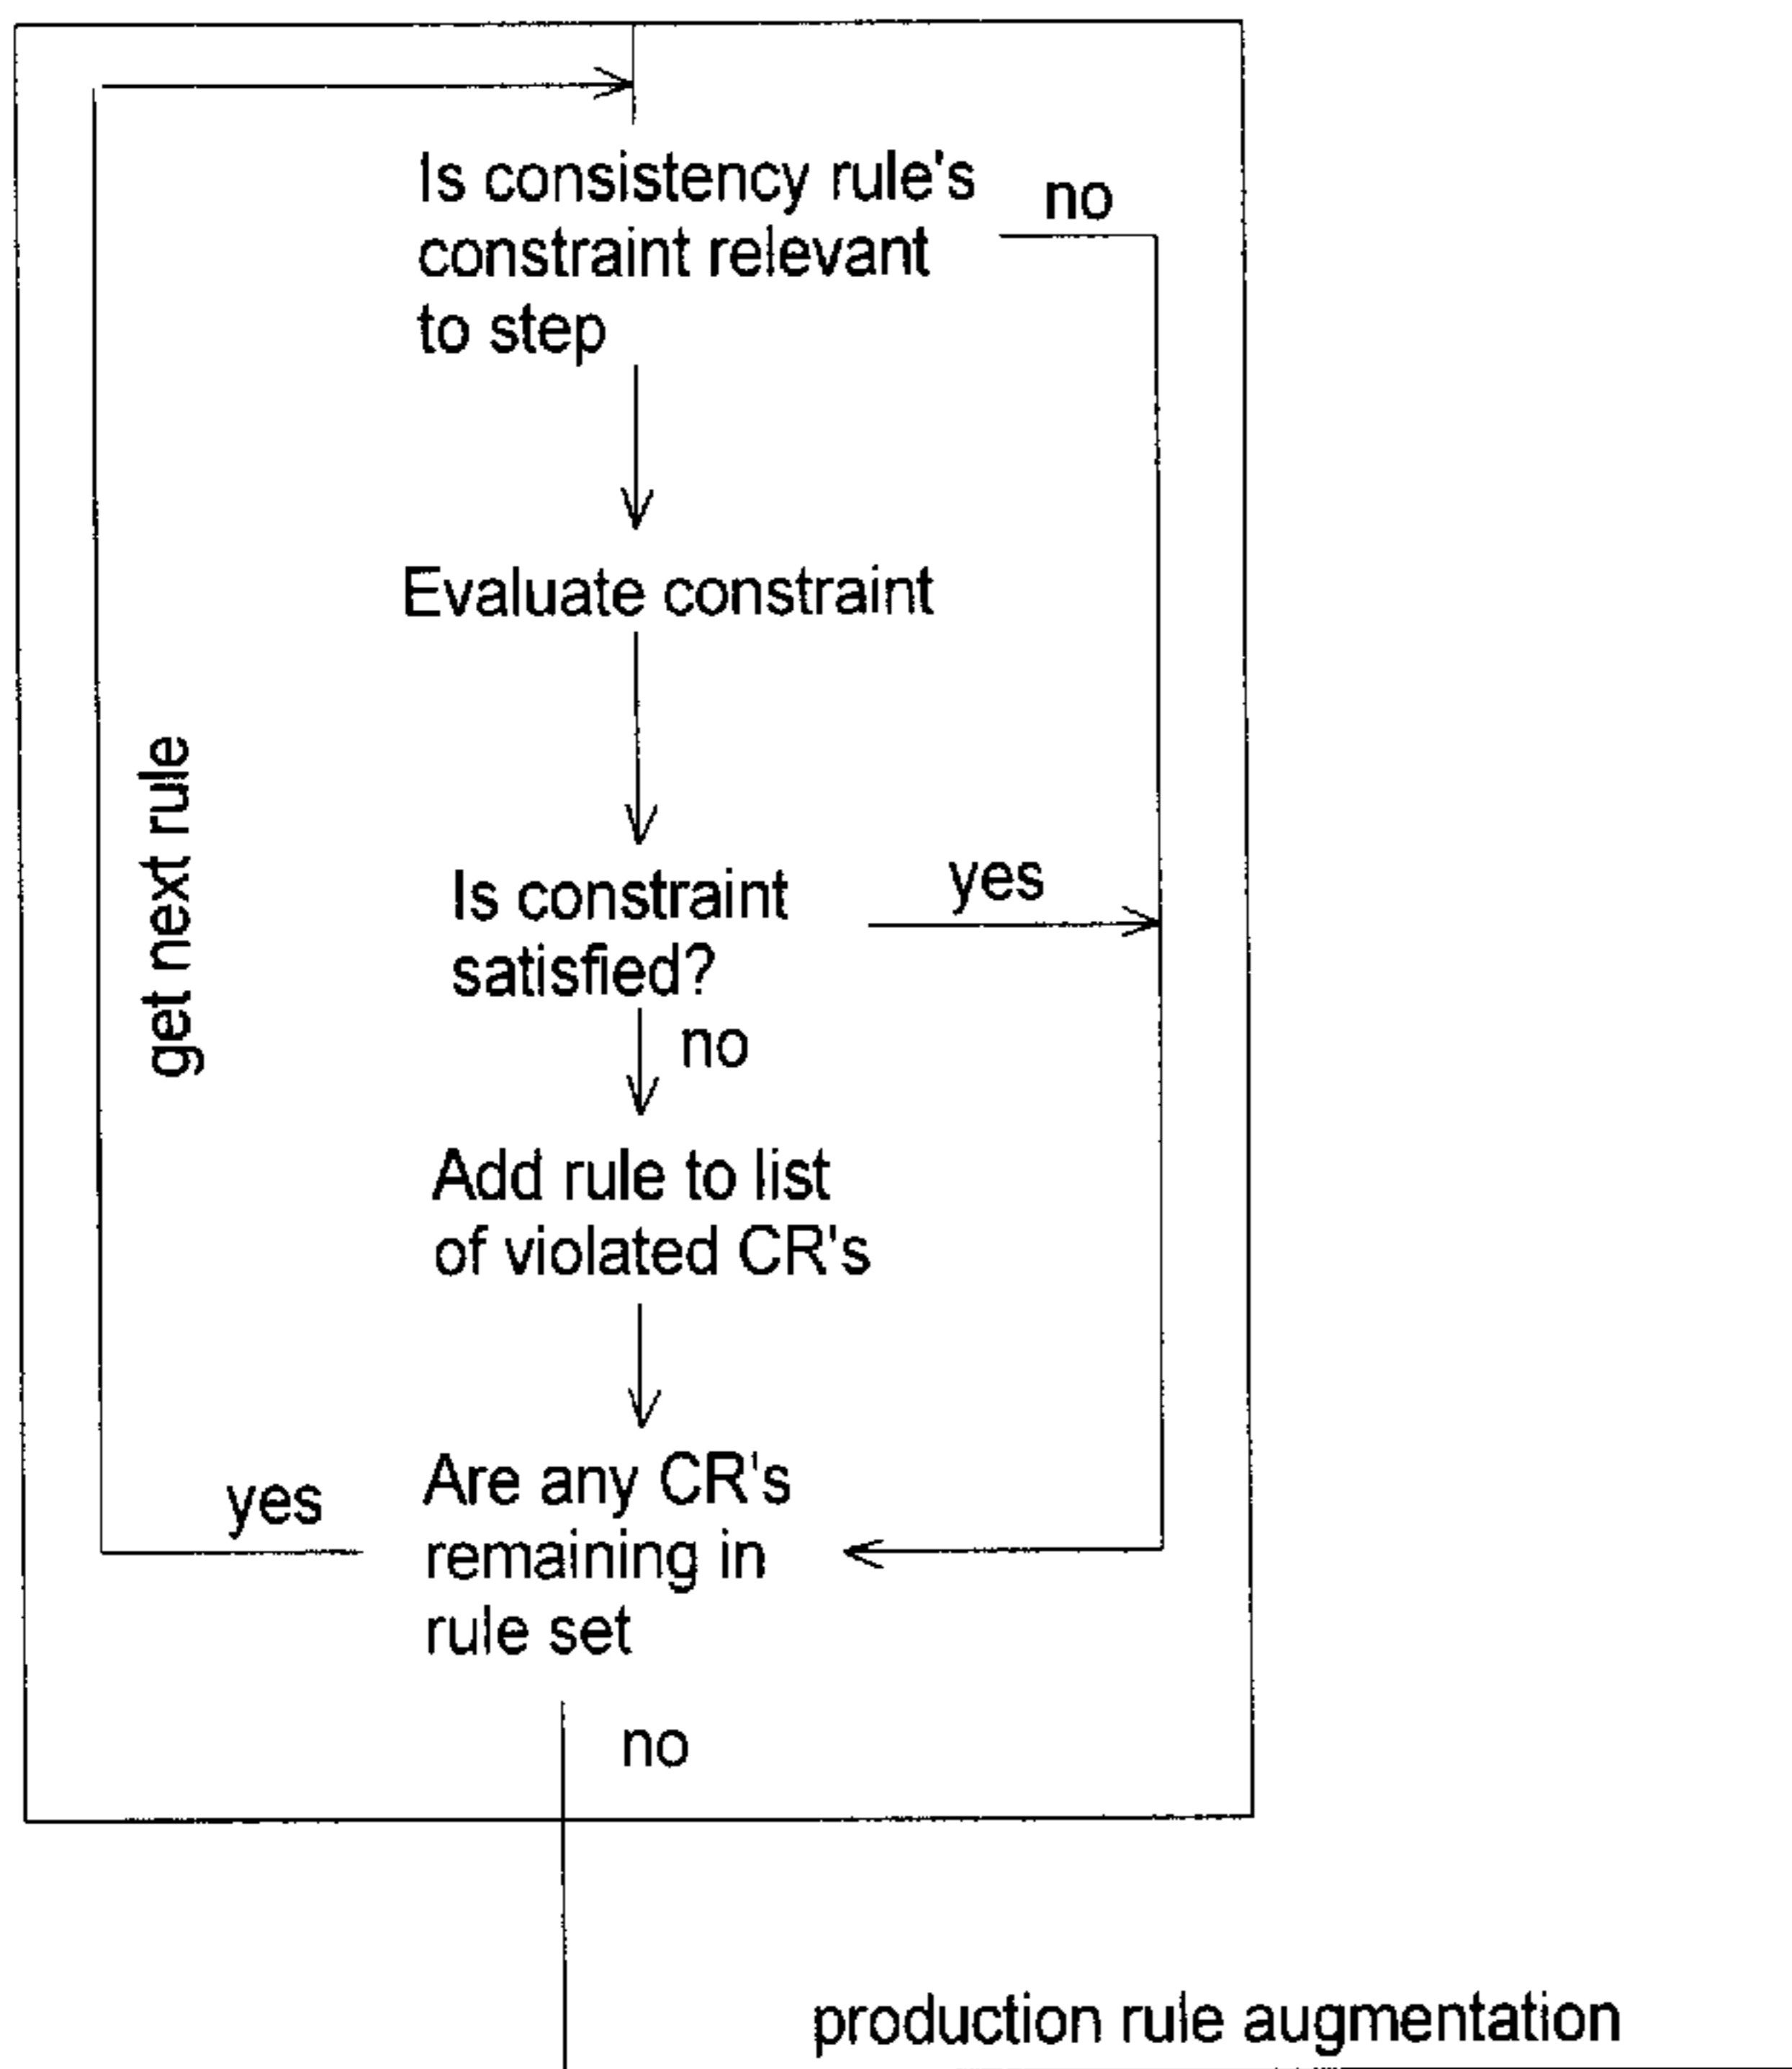 Is consistency rule's
no
constraint relevant
to step
Evaluate constraint
get next rule
Is constraint
yes
satisfied?
no
Add rule to list
of violated CR's
Are any CR's
yes
remaining in
rule set
no
production rule augmentation